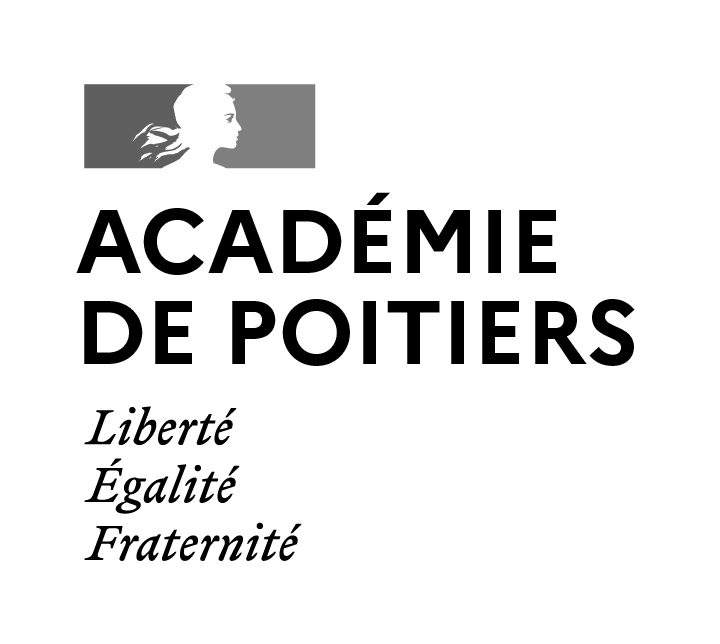 ACADÉMIE
DE POITIERS
Liberté
Égalité
Fraternité